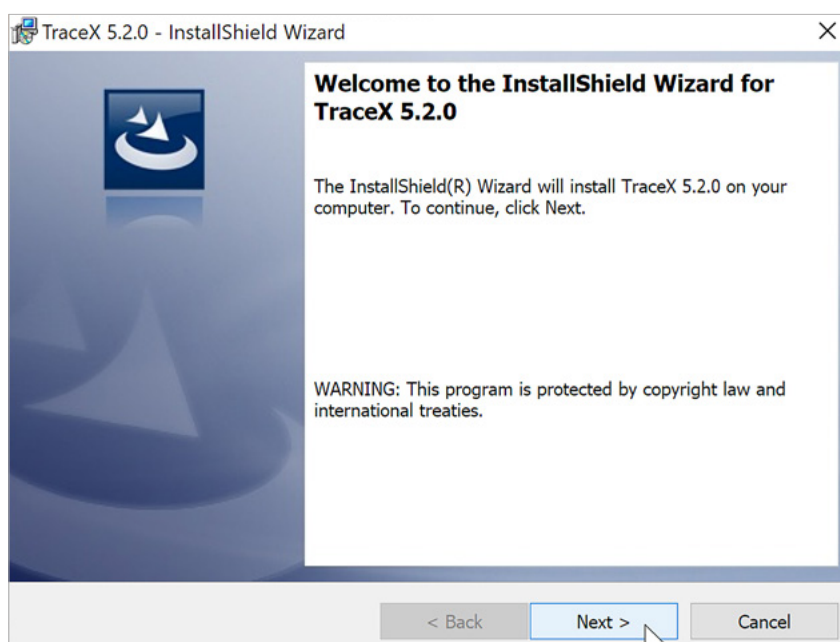 TraceX 5.2.0 - InstallShield Wizard
Welcome to the InstallShield Wizard for
TraceX 5.2.0
The InstallShield(R) Wizard will install TraceX 5.2.0 on your
computer. To continue, click Next.
WARNING: This program is protected by copyright law and
international treaties.
< Back
Next >
Cancel